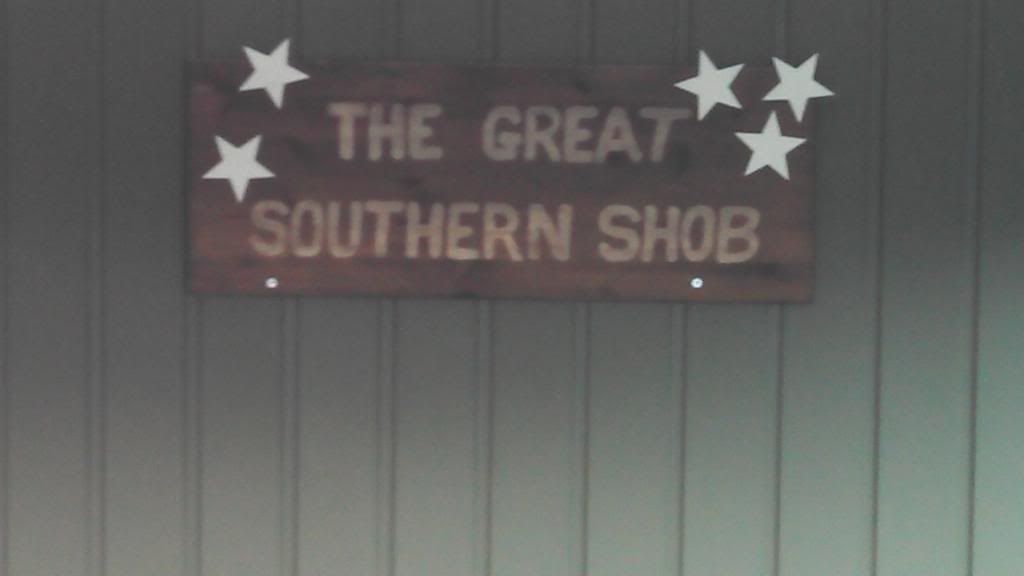 THE GREAT
SOUTHERN SHOB